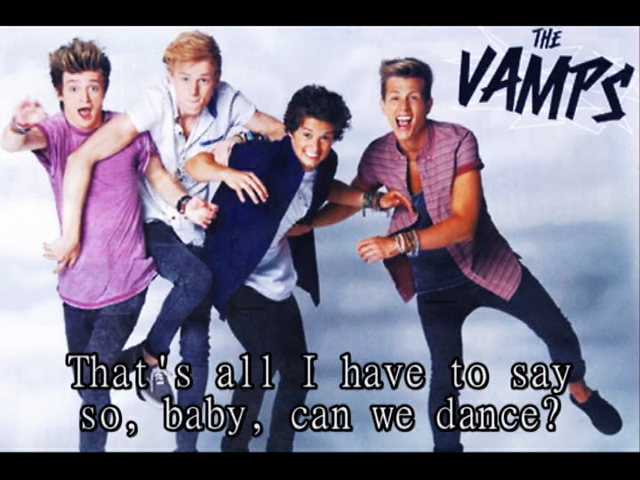 THE
VAMPS
That's all I have to say
so, baby, can we dance?